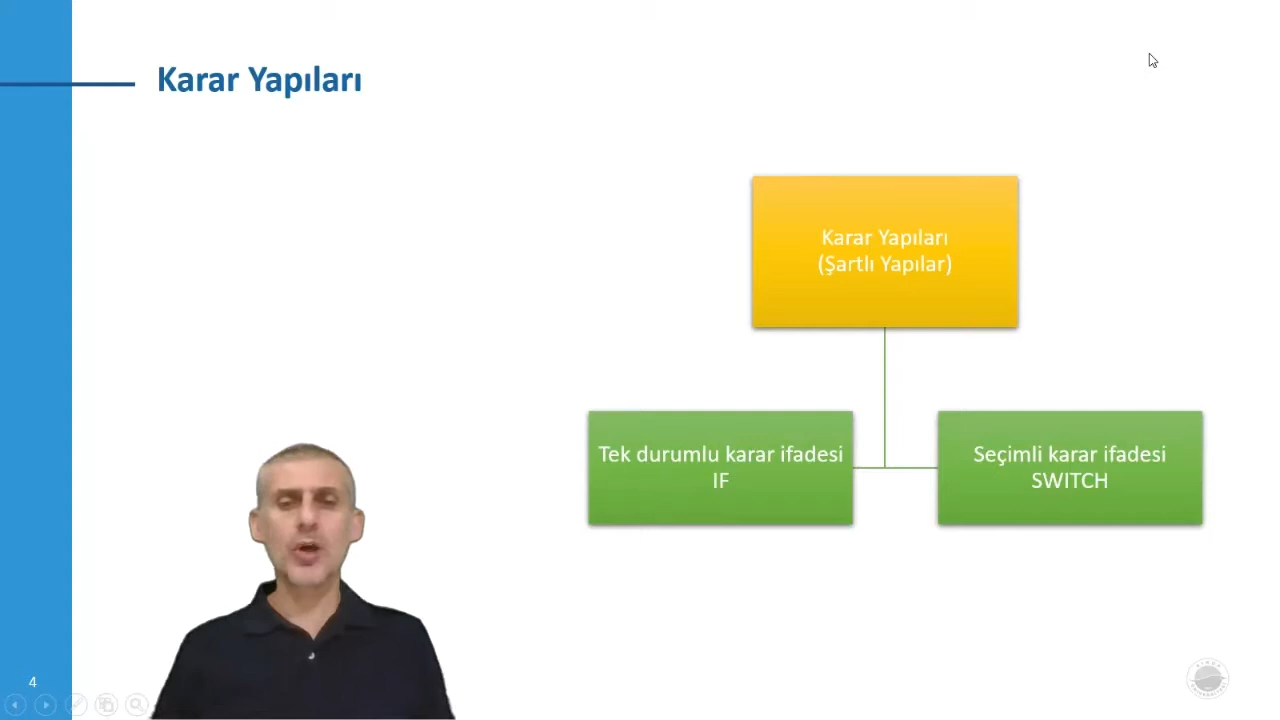 Karar Yapıları
Karar Yapıları
(Şartlı Yapılar)
Tek durumlu karar ifadesi
IF
Seçimli karar ifadesi
SWITCH
4